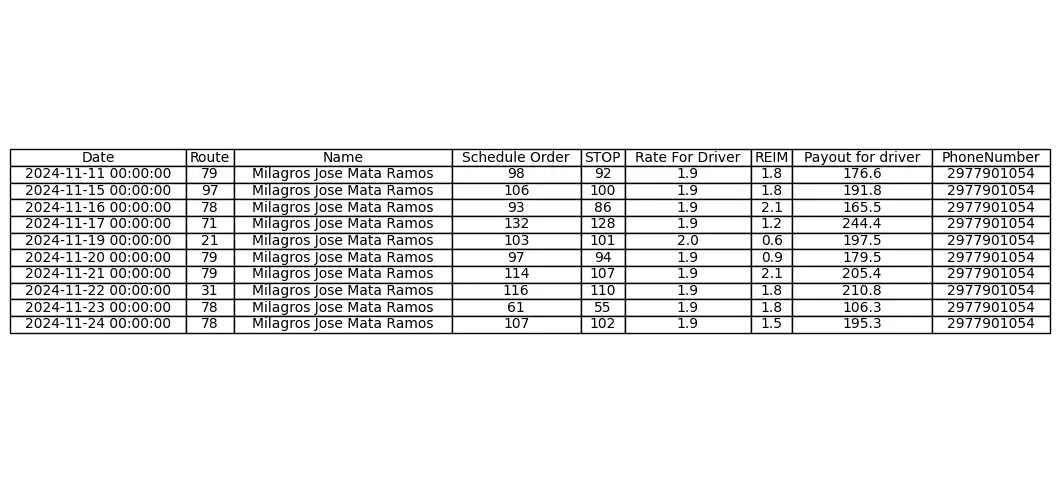 Date Route Name Schedule Order STOP Rate For Driver REIM Payout for driver PhoneNumber
2024-11-11 00:00:00 79 Milagros Jose Mata Ramos 98 92 1.9 1.8 176.6 2977901054
2024-11-15 00:00:00 97 Milagros Jose Mata Ramos 106 100 1.9 1.8 191.8 2977901054
2024-11-16 00:00:00 78 Milagros Jose Mata Ramos 93 86 1.9 2.1 165.5 2977901054
2024-11-17 00:00:00 71 Milagros Jose Mata Ramos 132 128 1.9 1.2 244.4 2977901054
2024-11-19 00:00:00 21 Milagros Jose Mata Ramos 103 101 2.0 0.6 197.5 2977901054
2024-11-20 00:00:00 79 Milagros Jose Mata Ramos 97 94 1.9 0.9 179.5 2977901054
2024-11-21 00:00:00 79 Milagros Jose Mata Ramos 114 107 1.9 2.1 205.4 2977901054
2024-11-22 00:00:00 31 Milagros Jose Mata Ramos 116 110 1.9 1.8 210.8 2977901054
2024-11-23 00:00:00 78 Milagros Jose Mata Ramos 61 55 1.9 1.8 106.3 2977901054
2024-11-24 00:00:00 78 Milagros Jose Mata Ramos 107 102 1.9 1.5 195.3 2977901054